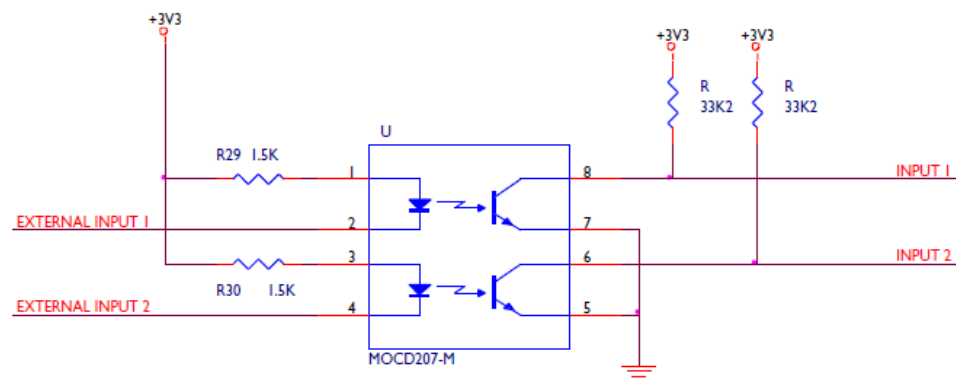 +3V3
+3V3 +3V3
R R
33K2 33K2
U
R29 1.5K
1 8
EXTERNAL INPUT 1
INPUT 1
2 7
3 6
INPUT 2
R30 1.5K
EXTERNAL INPUT 2
4 5
MOCD207-M